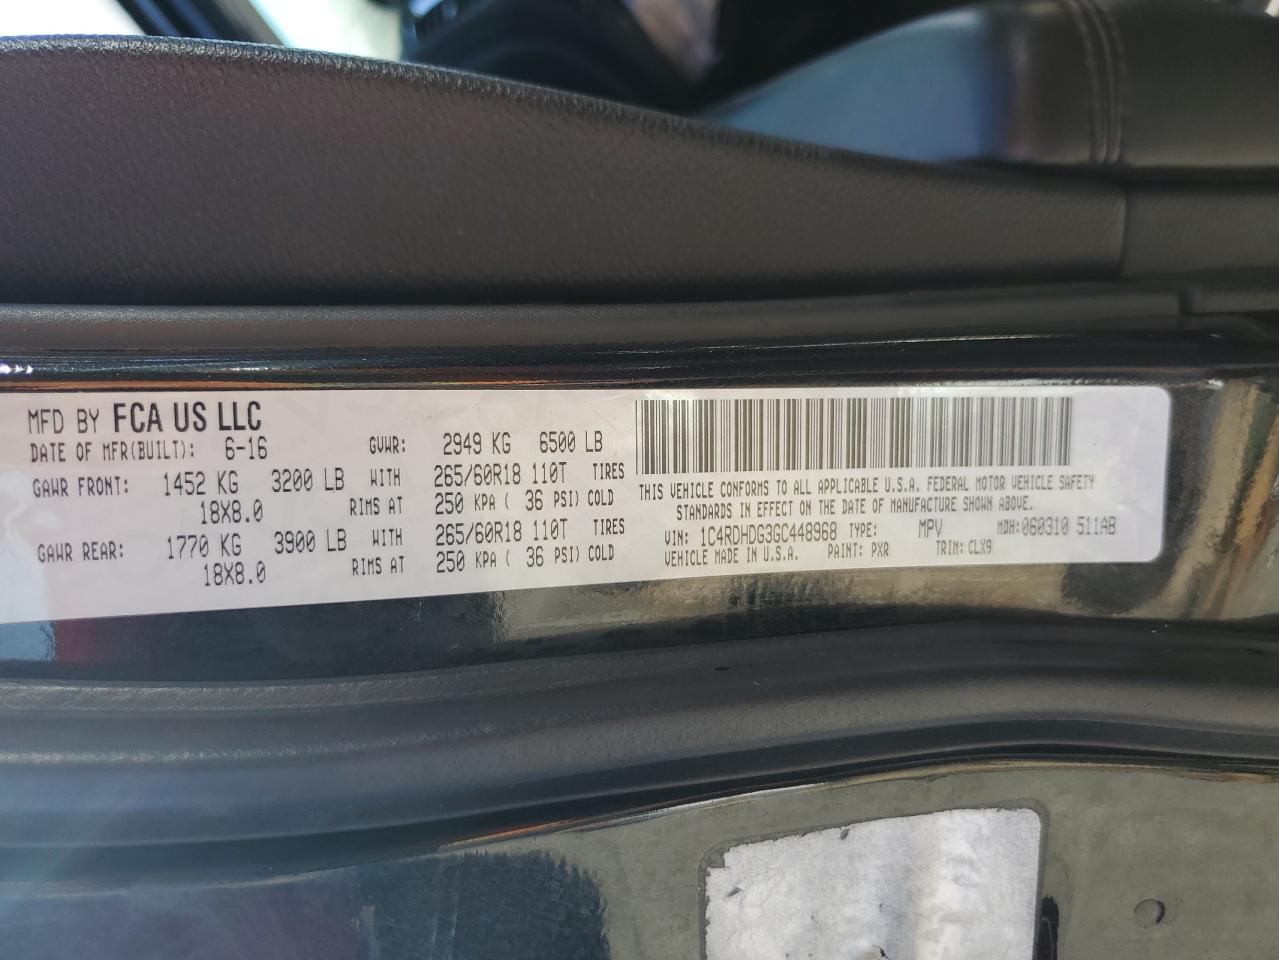 MFD BY FCA US LLC
DATE OF MFR(BUILT): 6-16 GVWR: 2949 KG 6500 LB
GAWR FRONT: 1452 KG 3200 LB WITH 265/60R18 110T TIRES
18X8.0 RIMS AT 250 KPA ( 36 PSI) COLD
GAWR REAR: 1770 KG 3900 LB WITH 265/60R18 110T TIRES
18X8.0 RIMS AT 250 KPA ( 36 PSI) COLD
THIS VEHICLE CONFORMS TO ALL APPLICABLE U.S.A. FEDERAL MOTOR VEHICLE SAFETY
STANDARDS IN EFFECT ON THE DATE OF MANUFACTURE SHOWN ABOVE.
VIN: 1C4RDHDG3GC448968 TYPE: MPV MDH: 060310 511AB
VEHICLE MADE IN U.S.A. PAINT: PXR TRIM: CLX9